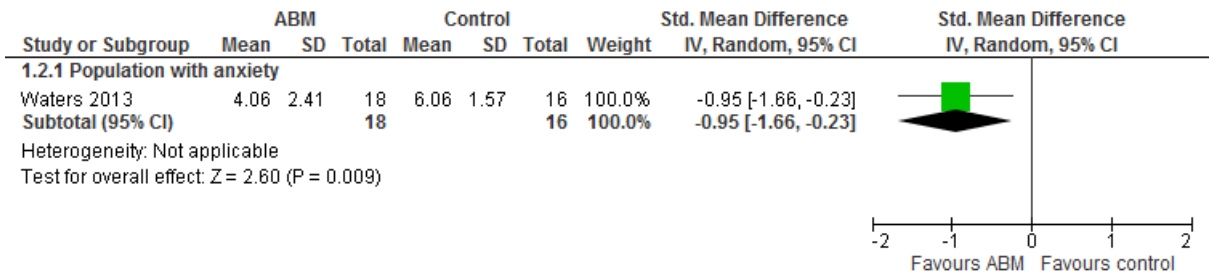 ABM Control Std. Mean Difference Std. Mean Difference
Study or Subgroup Mean SD Total Mean SD Total Weight IV, Random, 95% CI IV, Random, 95% CI
1.2.1 Population with anxiety
Waters 2013 4.06 2.41 18 6.06 1.57 16 100.0% -0.95 [-1.66, -0.23]
Subtotal (95% CI) 18 16 100.0% -0.95 [-1.66, -0.23]
Heterogeneity: Not applicable
Test for overall effect: Z = 2.60 (P = 0.009)
-2 -1 0 1 2
Favours ABM Favours control